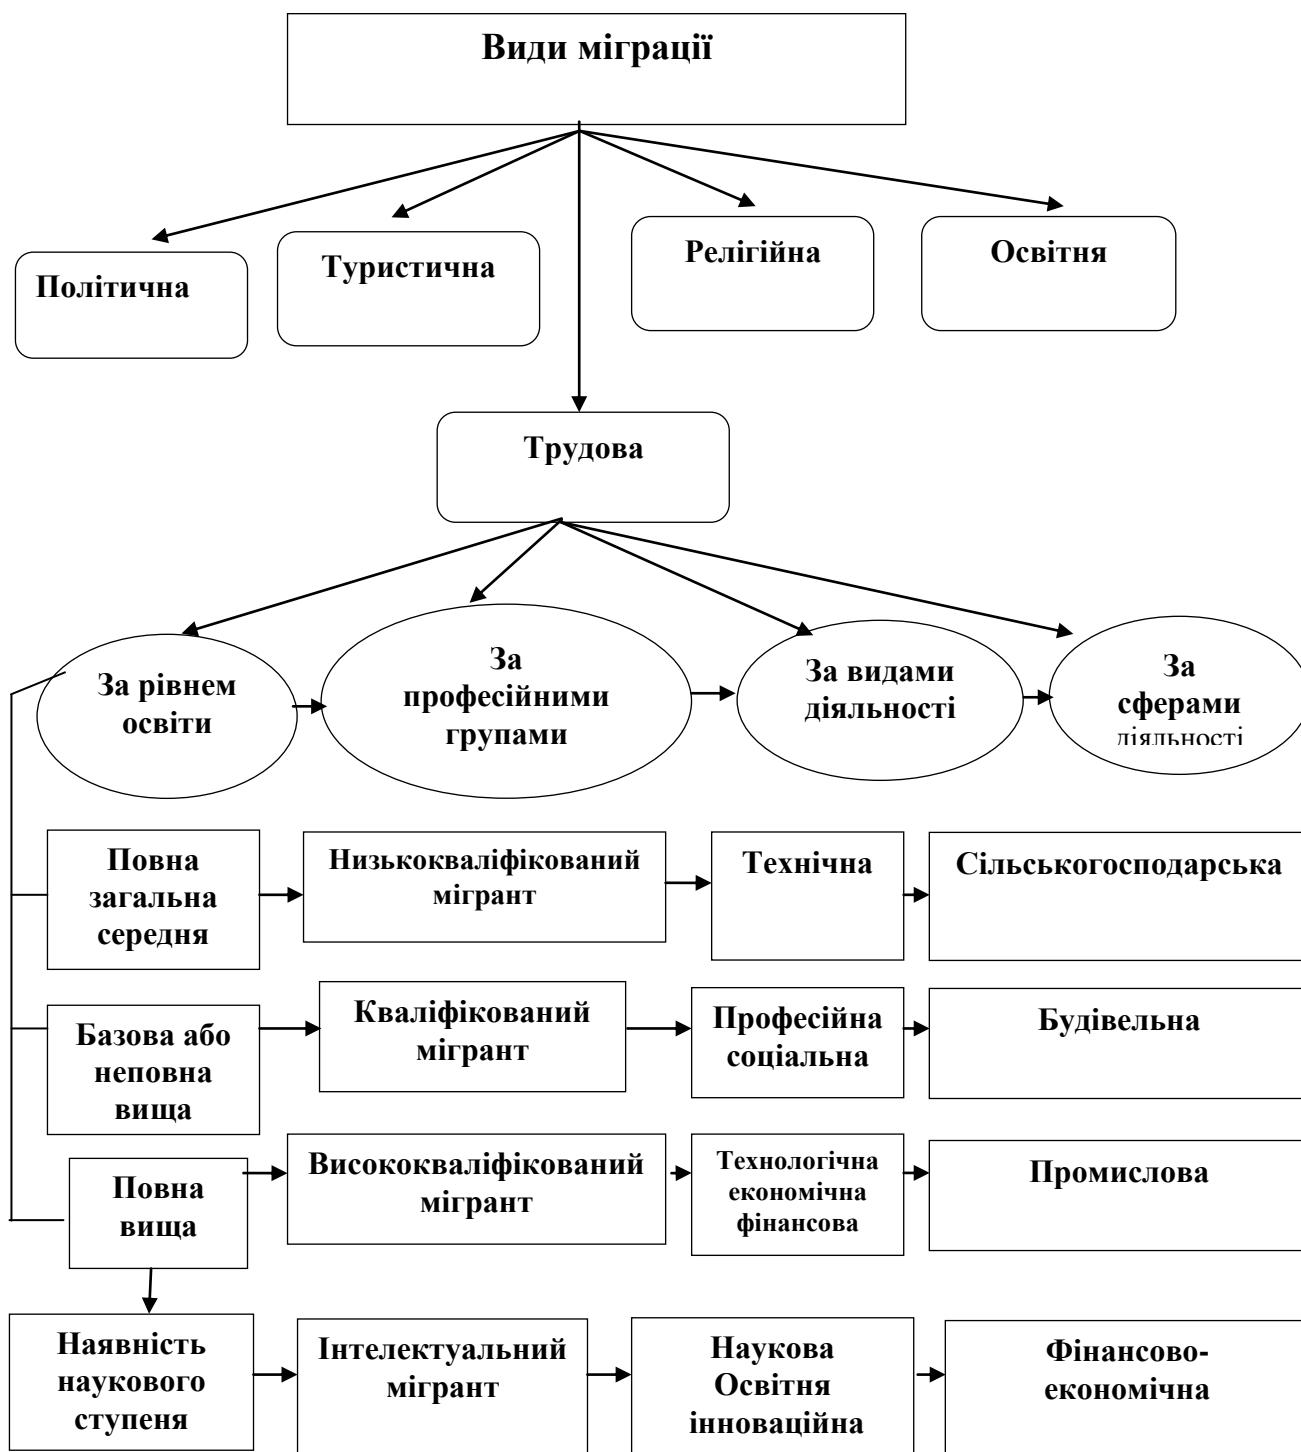 Види міграції
Політична
Туристична
Релігійна
Освітня
Трудова
За рівнем
освіти
За
професійними
групами
За видами
діяльності
За
сферами
діяльності
Повна
загальна
середня
Низькокваліфікований
мігрант
Технічна
Сільськогосподарська
Базова або
неповна
вища
Кваліфікований
мігрант
Професійна
соціальна
Будівельна
Повна
вища
Висококваліфікований
мігрант
Технологічна
економічна
фінансова
Промислова
Наявність
наукового
ступеня
Інтелектуальний
мігрант
Наукова
Освітня
інноваційна
Фінансово-
економічна